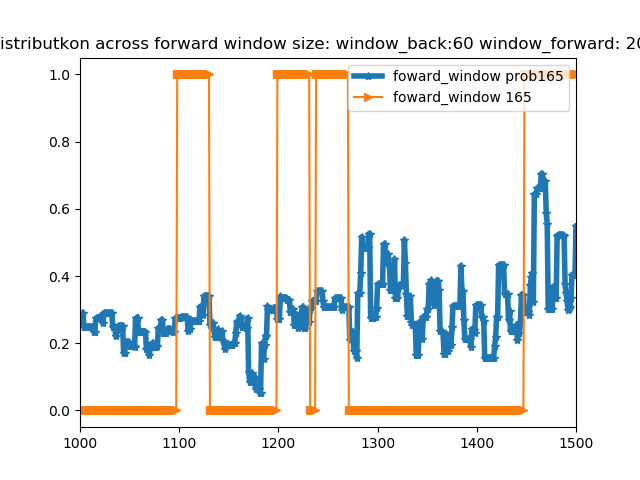 istributkon across forward window size: window_back:60 window_forward: 20
foward_window prob165
foward_window 165
1.0
0.8
0.6
0.4
0.2
0.0
1000 1100 1200 1300 1400 1500